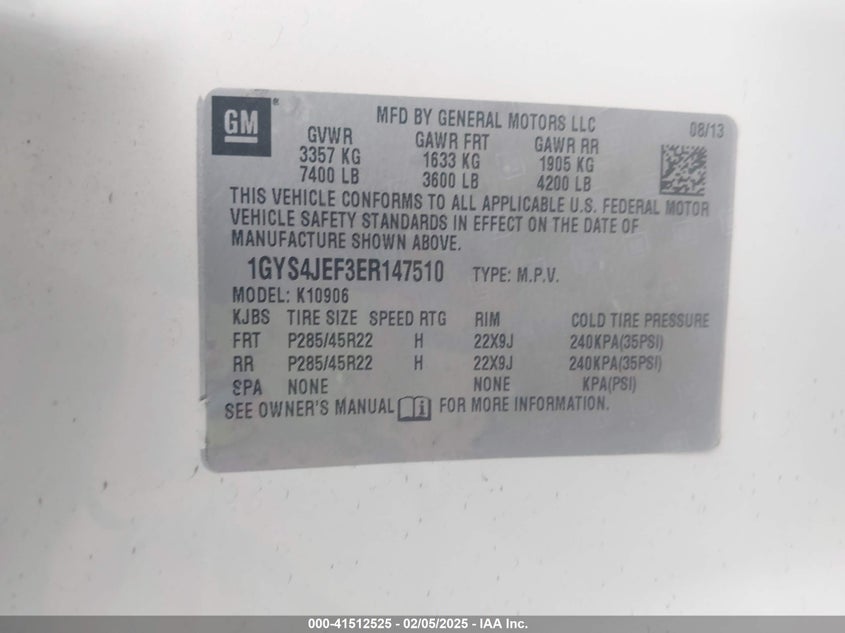 GM
MFD BY GENERAL MOTORS LLC 08/13
GVWR GAWR FRT GAWR RR
3357 KG 1633 KG 1905 KG
7400 LB 3600 LB 4200 LB
THIS VEHICLE CONFORMS TO ALL APPLICABLE U.S. FEDERAL MOTOR
VEHICLE SAFETY STANDARDS IN EFFECT ON THE DATE OF
MANUFACTURE SHOWN ABOVE.
1GYS4JEF3ER147510 TYPE: M.P.V.
MODEL: K10906
KJBS TIRE SIZE SPEED RTG RIM COLD TIRE PRESSURE
FRT P285/45R22 H 22X9J 240KPA(35PSI)
RR P285/45R22 H 22X9J 240KPA(35PSI)
SPA NONE NONE KPA(PSI)
SEE OWNER'S MANUAL FOR MORE INFORMATION.
000-41512525 - 02/05/2025 - IAA Inc.